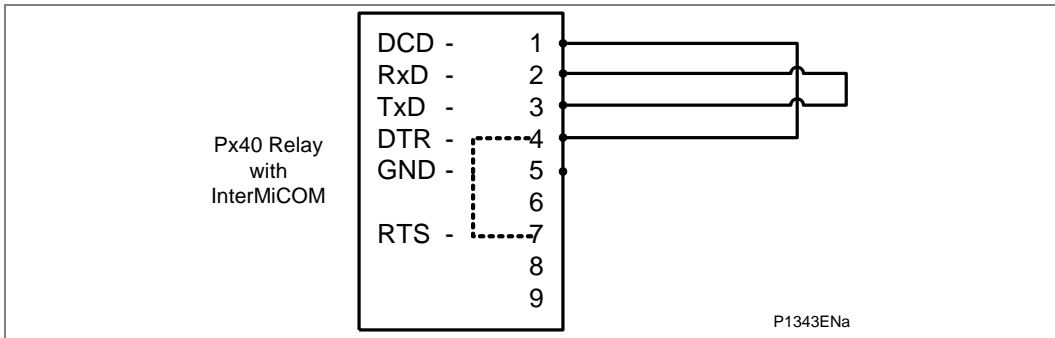 DCD - 1
RxD - 2
TxD - 3
DTR - 4
GND - 5
6
RTS - 7
8
9
Px40 Relay
with
InterMiCOM
P1343ENa